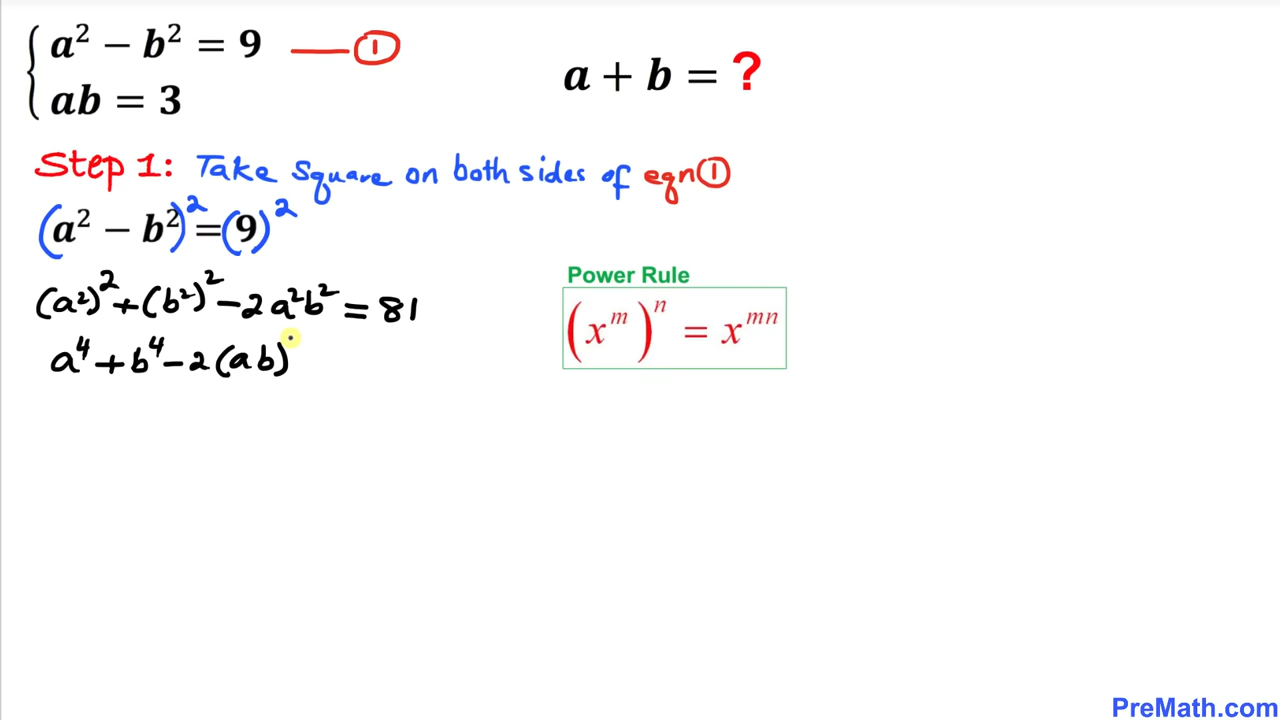 a² − b² = 9 —— ①
ab = 3
a + b = ?
Step 1: Take Square on both sides of eqn ①
(a² − b²)² = (9)²
(a²)² + (b²)² − 2a²b² = 81
a⁴ + b⁴ − 2(ab)
Power Rule
(xᵐ)ⁿ = xᵐⁿ
PreMath.com